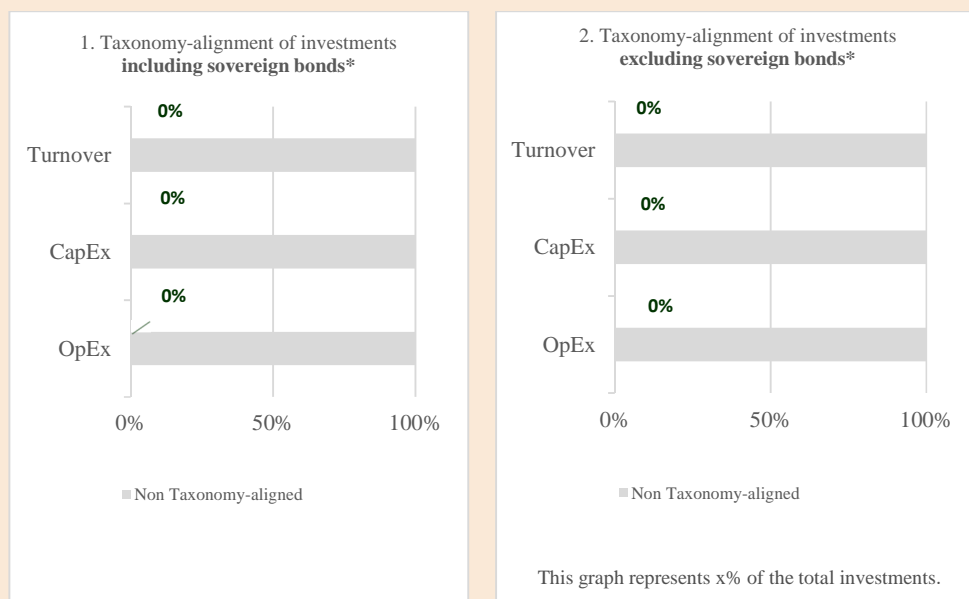 1. Taxonomy-alignment of investments
including sovereign bonds*
0%
Turnover
0%
CapEx
0%
OpEx
0% 50% 100%
Non Taxonomy-aligned
2. Taxonomy-alignment of investments
excluding sovereign bonds*
0%
Turnover
0%
CapEx
0%
OpEx
0% 50% 100%
Non Taxonomy-aligned
This graph represents x% of the total investments.